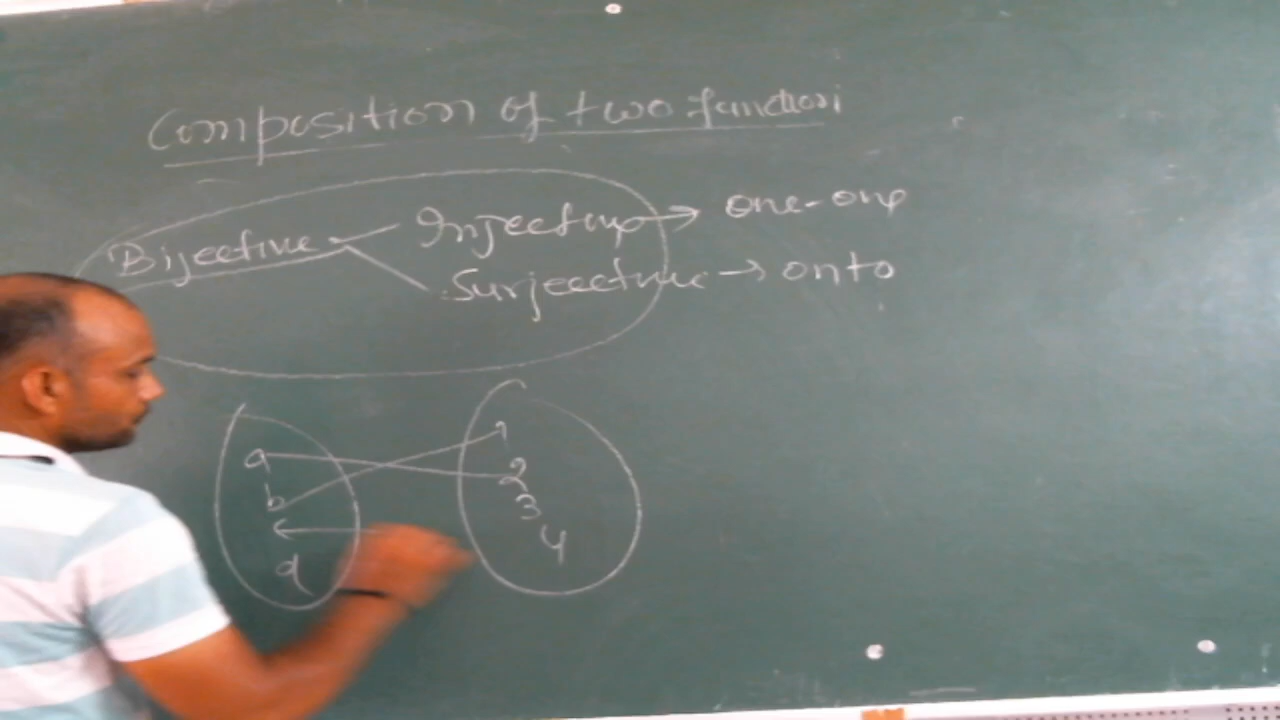 Composition of two function
Bijective Injective → one-one
Surjective → onto
a 1
b 2
3
d 4